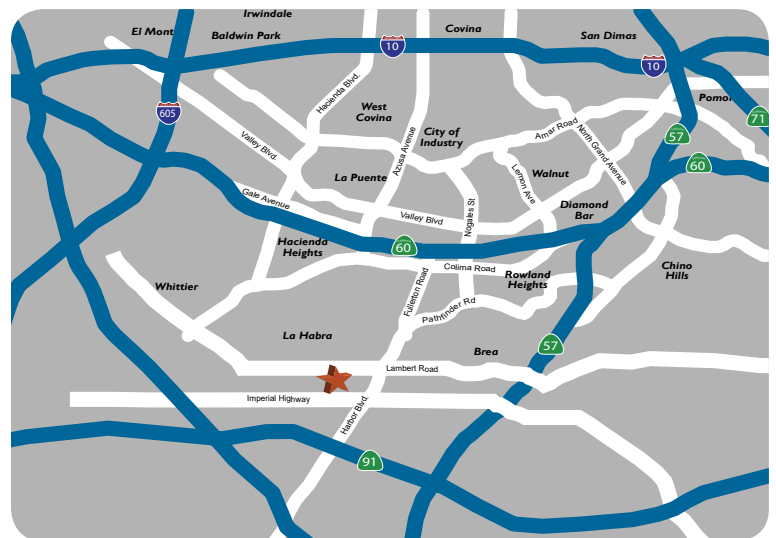 Irwindale
El Mont
Baldwin Park
Covina
San Dimas
10
10
Hacienda Blvd.
West
Covina
605
Pomon
71
57
60
Valley Blvd.
Azusa Avenue
City of
Industry
Amar Road
North Grand Avenue
La Puente
Lemon Ave
Walnut
Gale Avenue
Valley Blvd
Nogales St
Diamond
Bar
Hacienda
Heights
60
Colima Road
Rowland
Heights
Chino
Hills
Whittier
Fullerton Road
Pathfinder Rd
La Habra
57
Brea
Lambert Road
Imperial Highway
Harbor Blvd.
91